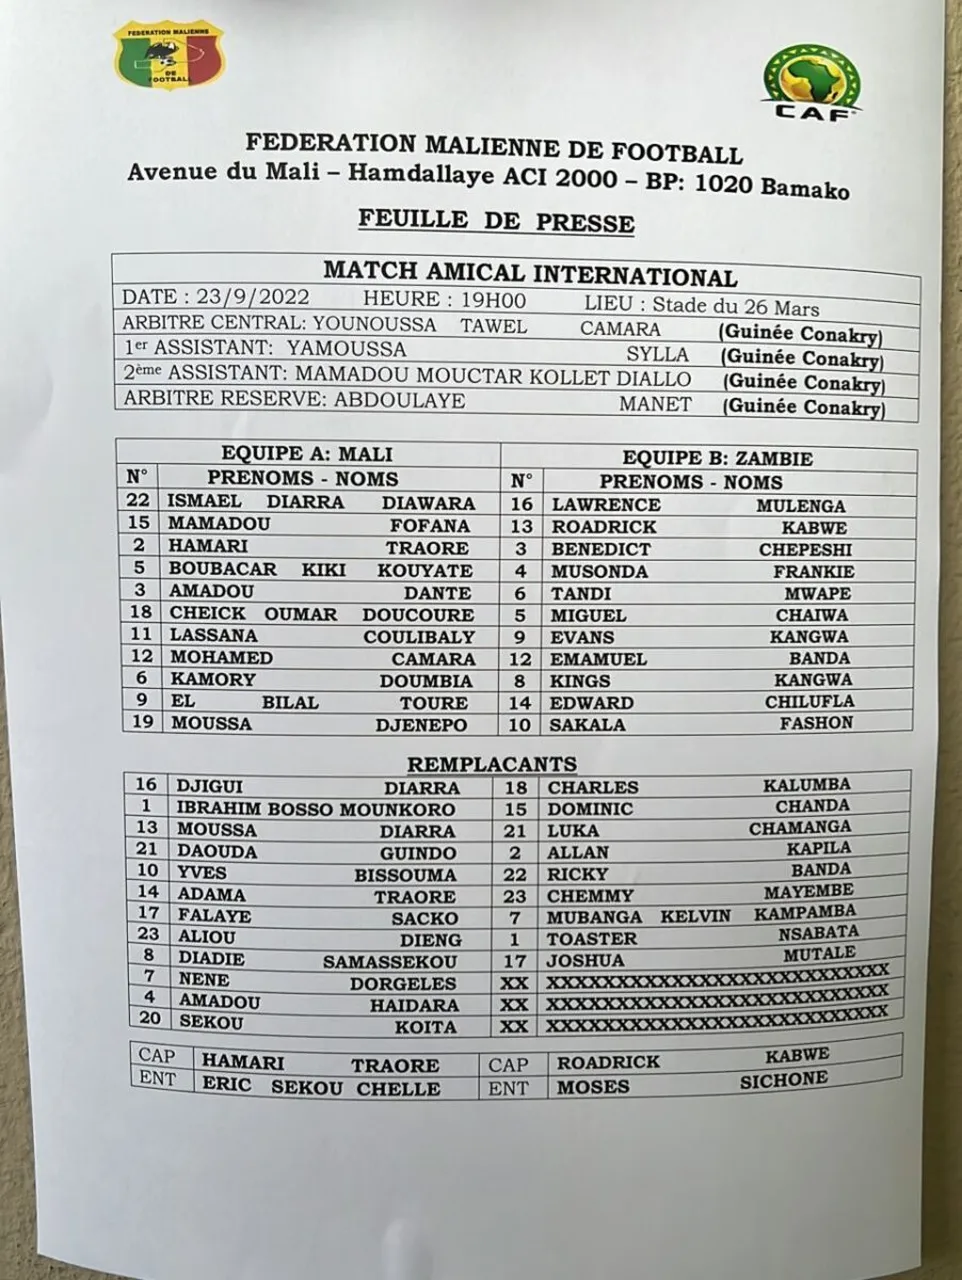 FEDERATION MALIENNE
DE
FOOTBALL
CAF
FEDERATION MALIENNE DE FOOTBALL
Avenue du Mali – Hamdallaye ACI 2000 – BP: 1020 Bamako
FEUILLE DE PRESSE
MATCH AMICAL INTERNATIONAL
DATE : 23/9/2022 HEURE : 19H00 LIEU : Stade du 26 Mars
ARBITRE CENTRAL: YOUNOUSSA TAWEL CAMARA (Guinée Conakry)
1er ASSISTANT: YAMOUSSA SYLLA (Guinée Conakry)
2ème ASSISTANT: MAMADOU MOUCTAR KOLLET DIALLO (Guinée Conakry)
ARBITRE RESERVE: ABDOULAYE MANET (Guinée Conakry)
EQUIPE A: MALI EQUIPE B: ZAMBIE
N° PRENOMS - NOMS N° PRENOMS - NOMS
22 ISMAEL DIARRA DIAWARA 16 LAWRENCE MULENGA
15 MAMADOU FOFANA 13 ROADRICK KABWE
2 HAMARI TRAORE 3 BENEDICT CHEPESHI
5 BOUBACAR KIKI KOUYATE 4 MUSONDA FRANKIE
3 AMADOU DANTE 6 TANDI MWAPE
18 CHEICK OUMAR DOUCOURE 5 MIGUEL CHAIWA
11 LASSANA COULIBALY 9 EVANS KANGWA
12 MOHAMED CAMARA 12 EMAMUEL BANDA
6 KAMORY DOUMBIA 8 KINGS KANGWA
9 EL BILAL TOURE 14 EDWARD CHILUFLA
19 MOUSSA DJENEPO 10 SAKALA FASHON
REMPLACANTS
16 DJIGUI DIARRA 18 CHARLES KALUMBA
1 IBRAHIM BOSSO MOUNKORO 15 DOMINIC CHANDA
13 MOUSSA DIARRA 21 LUKA CHAMANGA
21 DAOUDA GUINDO 2 ALLAN KAPILA
10 YVES BISSOUMA 22 RICKY BANDA
14 ADAMA TRAORE 23 CHEMMY MAYEMBE
17 FALAYE SACKO 7 MUBANGA KELVIN KAMPAMBA
23 ALIOU DIENG 1 TOASTER NSABATA
8 DIADIE SAMASSEKOU 17 JOSHUA MUTALE
7 NENE DORGELES XX XXXXXXXXXXXXXXXXXXXXXXXXXXX
4 AMADOU HAIDARA XX XXXXXXXXXXXXXXXXXXXXXXXXXXX
20 SEKOU KOITA XX XXXXXXXXXXXXXXXXXXXXXXXXXXX
CAP HAMARI TRAORE CAP ROADRICK KABWE
ENT ERIC SEKOU CHELLE ENT MOSES SICHONE